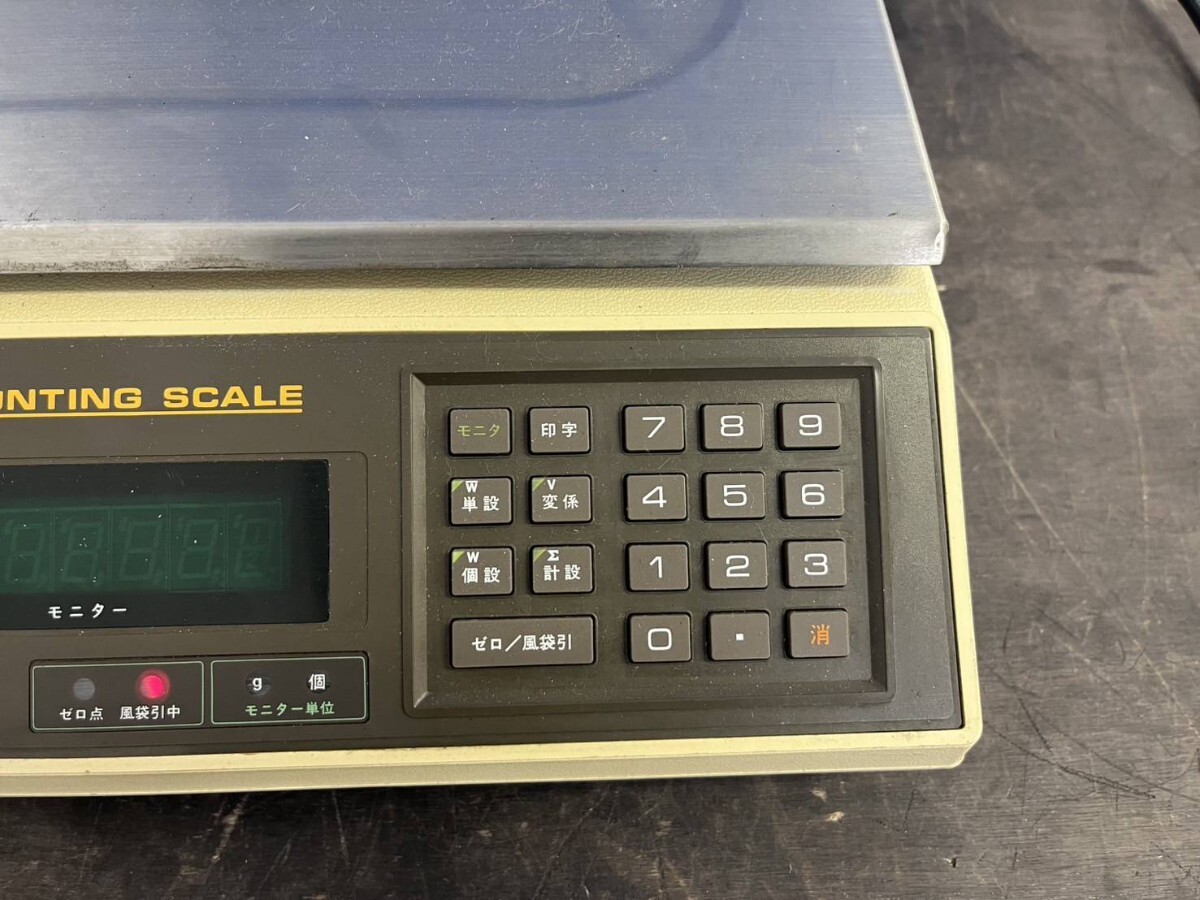 UNTING SCALE
モニター
ゼロ点 風袋引中
g 個
モニター単位
モニタ 印字 7 8 9
W V
単設 変係 4 5 6
W Σ
個設 計設 1 2 3
ゼロ/風袋引 0 . 消